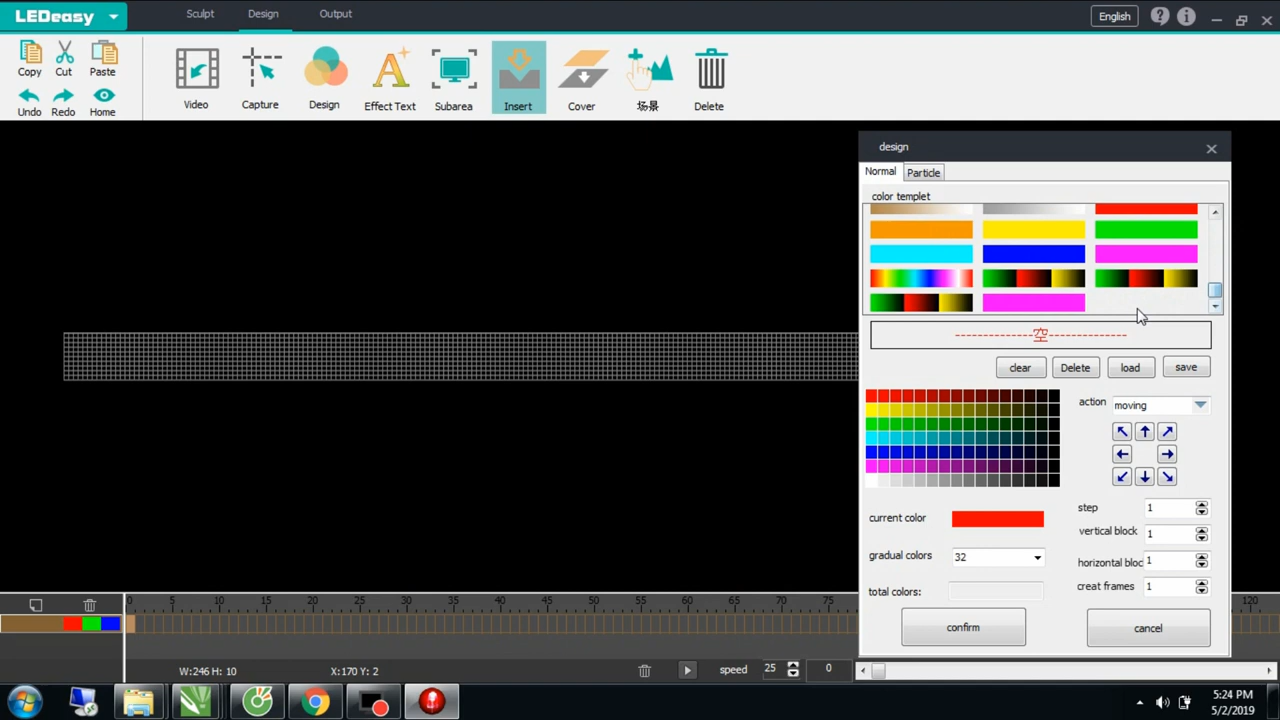 LEDeasy
Sculpt
Design
Output
English
Copy
Cut
Paste
Undo
Redo
Home
Video
Capture
Design
Effect Text
Subarea
Insert
Cover
场景
Delete
design
Normal
Particle
color templet
空
clear
Delete
load
save
action
moving
current color
step
1
vertical block
1
gradual colors
32
horizontal bloc
1
creat frames
1
total colors:
confirm
cancel
0 5 10 15 20 25 30 35 40 45 50 55 60 65 70 75
120
W:246 H: 10
X:170 Y: 2
speed
25
0
5:24 PM
5/2/2019